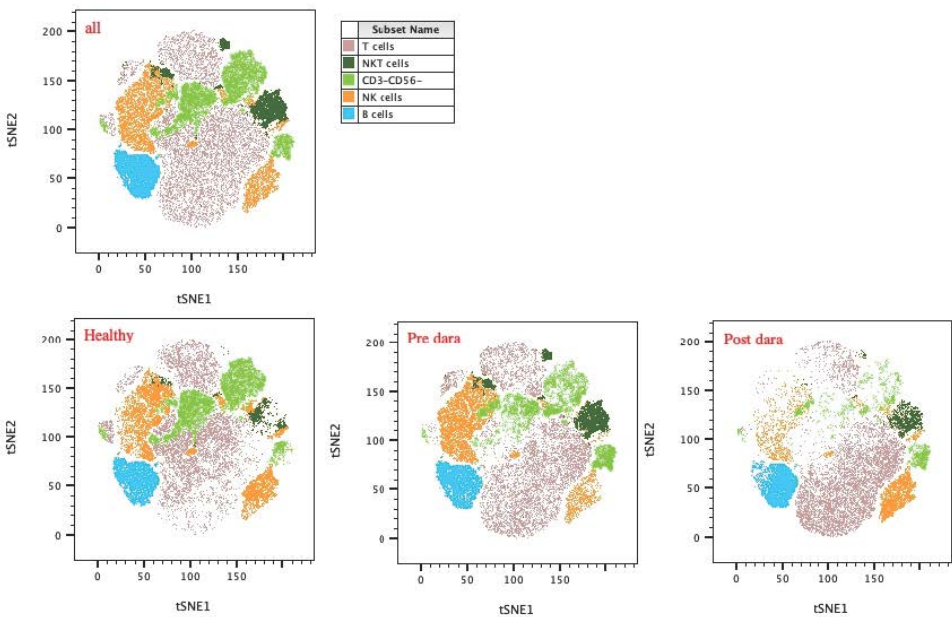 all
200
150
100
50
0
tSNE2
0 50 100 150
tSNE1
Subset Name
T cells
NKT cells
CD3-CD56-
NK cells
B cells
Healthy
200
150
100
50
0
tSNE2
0 50 100 150
tSNE1
Pre dara
200
150
100
50
0
tSNE2
0 50 100 150
tSNE1
Post dara
200
150
100
50
0
tSNE2
0 50 100 150
tSNE1